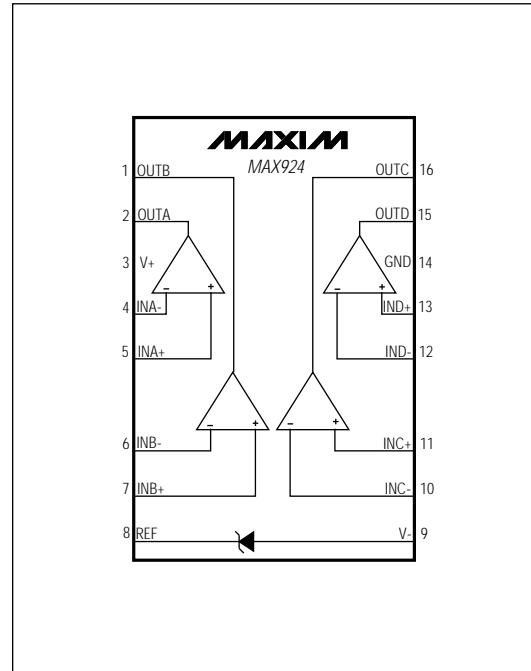 MAXIM
MAX924
1 OUTB
OUTC 16
2 OUTA
OUTD 15
3 V+
GND 14
- +
- +
4 INA-
IND+ 13
5 INA+
IND- 12
- +
- +
6 INB-
INC+ 11
7 INB+
INC- 10
8 REF
V- 9